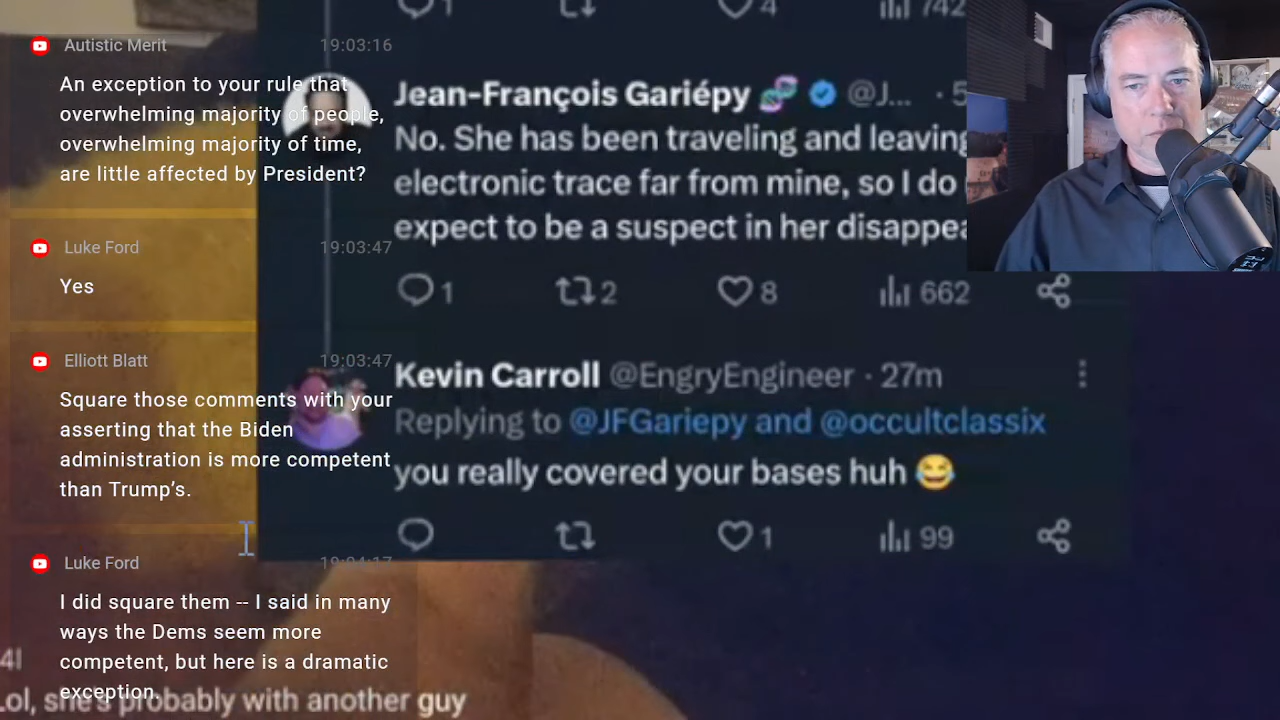 Autistic Merit 19:03:16
An exception to your rule that
overwhelming majority of people,
overwhelming majority of time,
are little affected by President?
Luke Ford 19:03:47
Yes
Elliott Blatt 19:03:47
Square those comments with your
asserting that the Biden
administration is more competent
than Trump's.
Luke Ford
I did square them -- I said in many
ways the Dems seem more
competent, but here is a dramatic
exception.
1 4 742
Jean-François Gariépy 🧬 @J... · 5
No. She has been traveling and leaving
electronic trace far from mine, so I do
expect to be a suspect in her
1 2 8 662
Kevin Carroll @EngryEngineer · 27m
Replying to @JFGariepy and @occultclassix
you really covered your bases huh 😂
1 99
she's probably with another guy